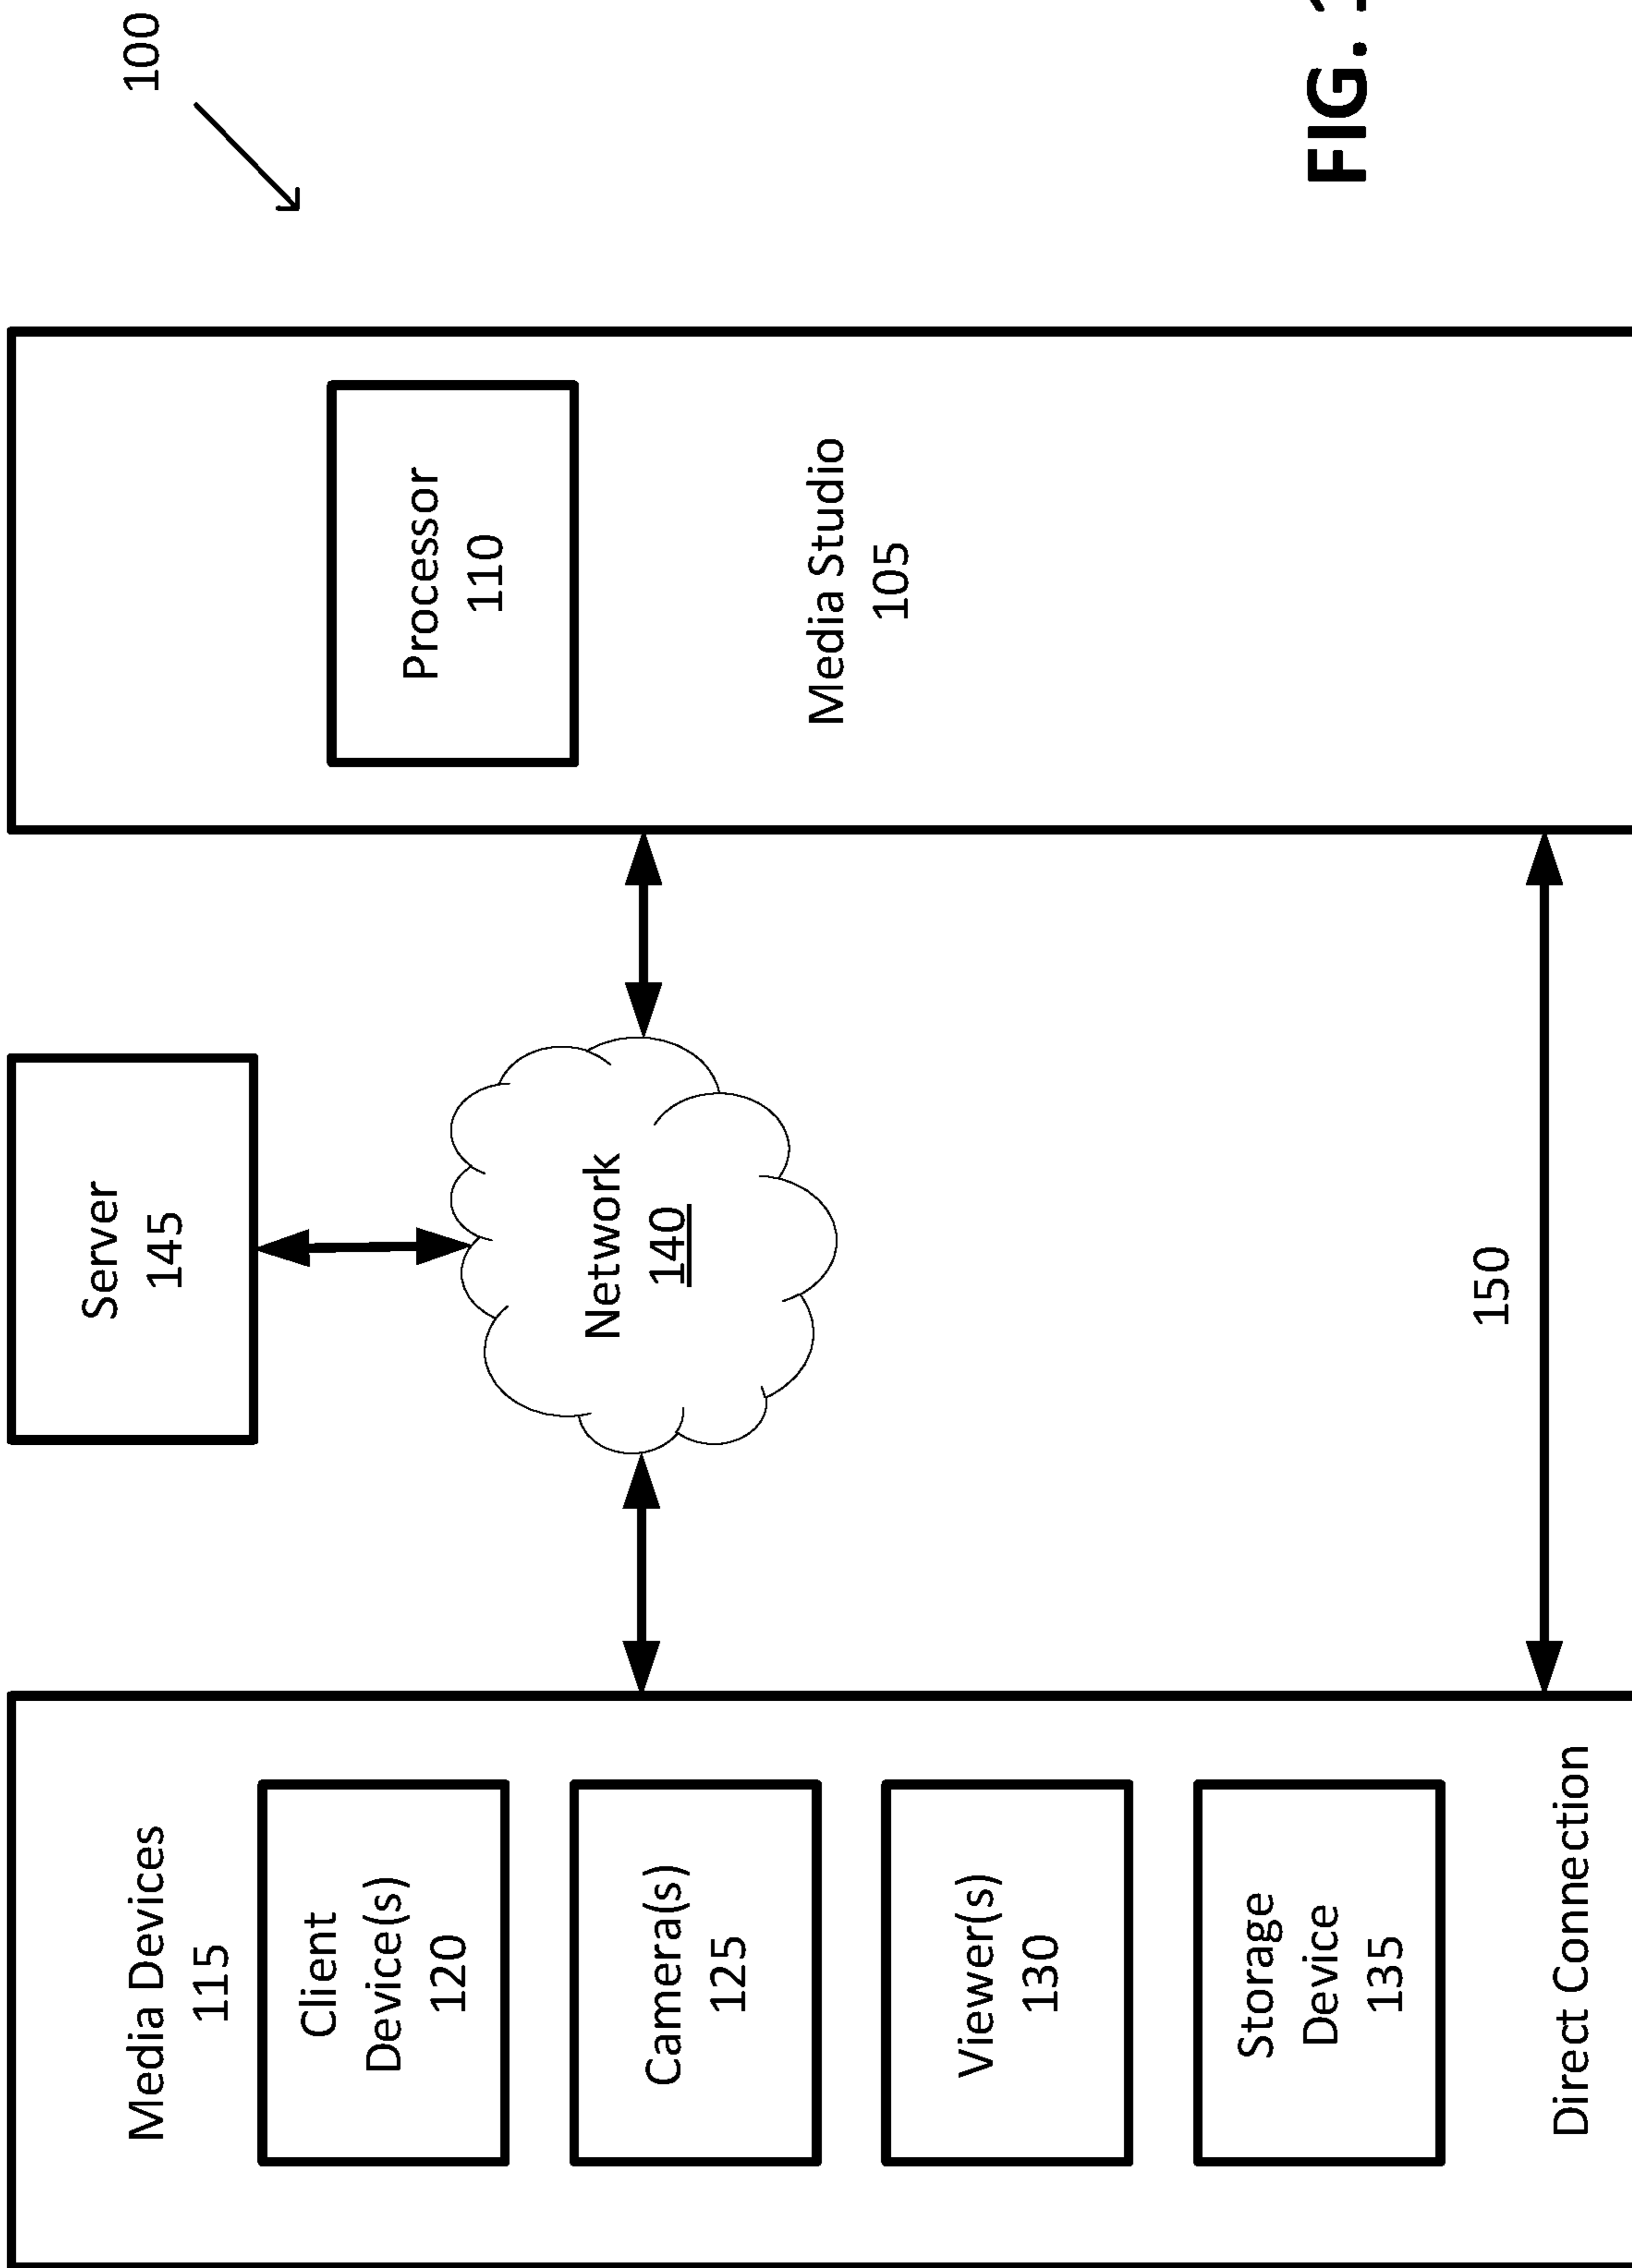 100
Media Devices
115
Client
Device(s)
120
Camera(s)
125
Viewer(s)
130
Storage
Device
135
Direct Connection
Server
145
Network
140
150
Processor
110
Media Studio
105
FIG.